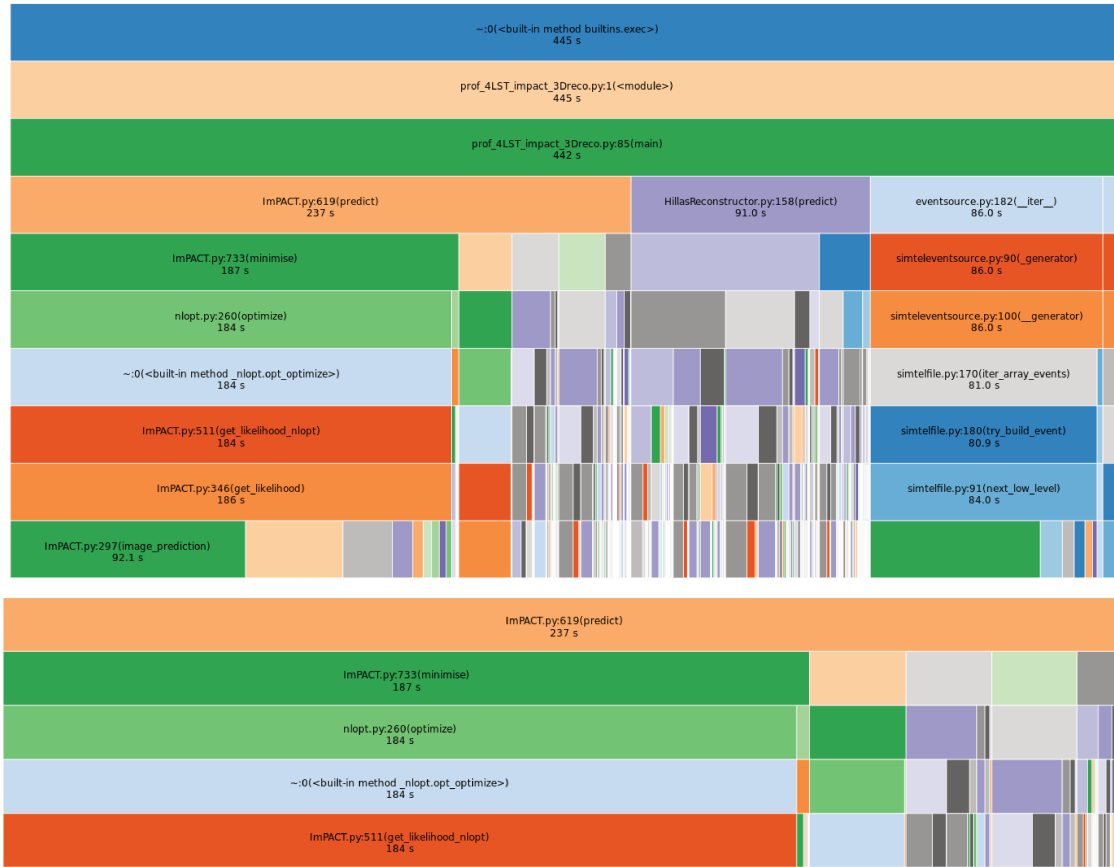 ~:0(<built-in method builtins.exec>)
445 s
prof_4LST_impact_3Dreco.py:1(<module>)
445 s
prof_4LST_impact_3Dreco.py:85(main)
442 s
ImPACT.py:619(predict)
237 s
HillasReconstructor.py:158(predict)
91.0 s
eventsource.py:182(__iter__)
86.0 s
ImPACT.py:733(minimise)
187 s
simteleventsource.py:90(_generator)
86.0 s
nlopt.py:260(optimize)
184 s
simteleventsource.py:100(__generator)
86.0 s
~:0(<built-in method _nlopt.opt_optimize>)
184 s
simtelfile.py:170(iter_array_events)
81.0 s
ImPACT.py:511(get_likelihood_nlopt)
184 s
simtelfile.py:180(try_build_event)
80.9 s
ImPACT.py:346(get_likelihood)
186 s
simtelfile.py:91(next_low_level)
84.0 s
ImPACT.py:297(image_prediction)
92.1 s
ImPACT.py:619(predict)
237 s
ImPACT.py:733(minimise)
187 s
nlopt.py:260(optimize)
184 s
~:0(<built-in method _nlopt.opt_optimize>)
184 s
ImPACT.py:511(get_likelihood_nlopt)
184 s